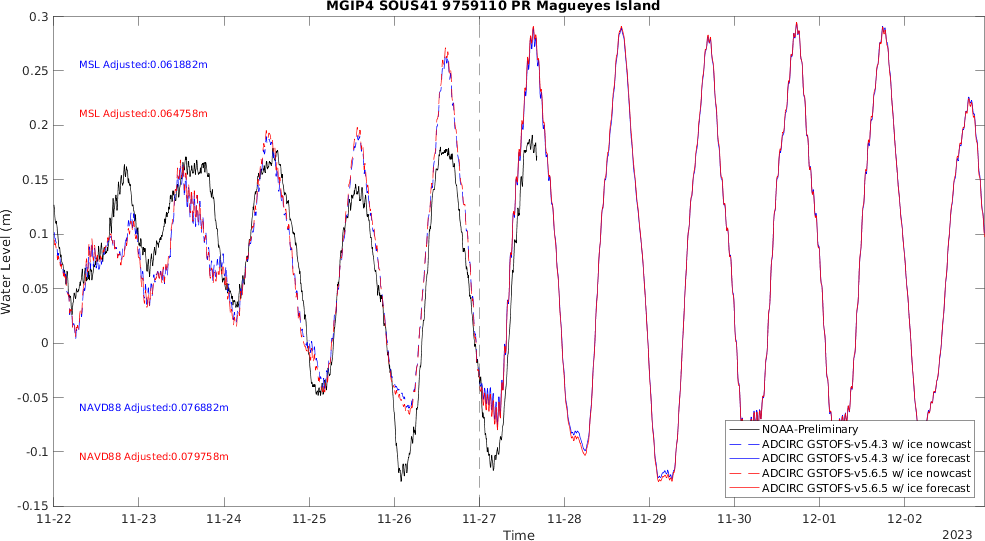 MGIP4 SOUS41 9759110 PR Magueyes Island
0.3
0.25
0.2
0.15
0.1
0.05
0
-0.05
-0.1
-0.15
Water Level (m)
MSL Adjusted:0.061882m
MSL Adjusted:0.064758m
NAVD88 Adjusted:0.076882m
NAVD88 Adjusted:0.079758m
NOAA-Preliminary
ADCIRC GSTOFS-v5.4.3 w/ ice nowcast
ADCIRC GSTOFS-v5.4.3 w/ ice forecast
ADCIRC GSTOFS-v5.6.5 w/ ice nowcast
ADCIRC GSTOFS-v5.6.5 w/ ice forecast
11-22 11-23 11-24 11-25 11-26 11-27 11-28 11-29 11-30 12-01 12-02
Time
2023